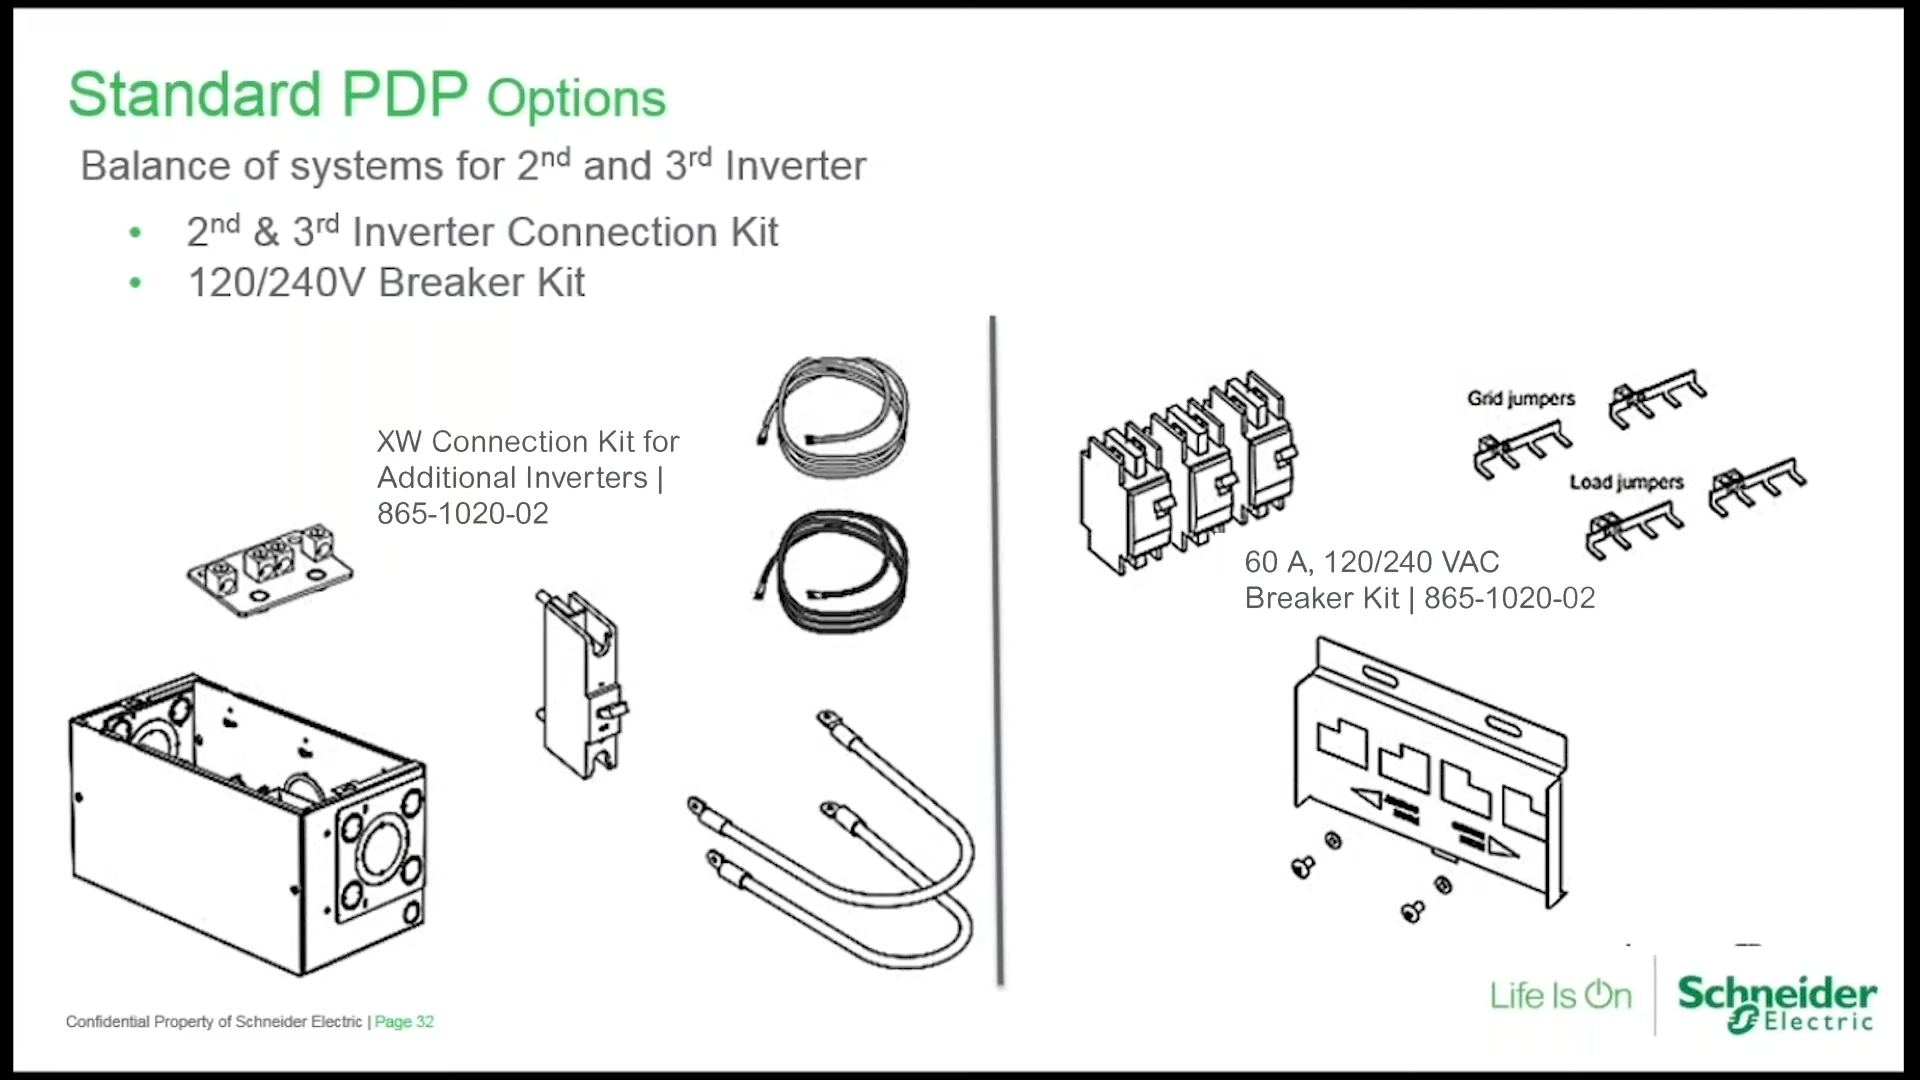 Standard PDP Options
Balance of systems for 2nd and 3rd Inverter
• 2nd & 3rd Inverter Connection Kit
• 120/240V Breaker Kit
XW Connection Kit for
Additional Inverters |
865-1020-02
Grid jumpers
Load jumpers
60 A, 120/240 VAC
Breaker Kit | 865-1020-02
Confidential Property of Schneider Electric | Page 32
Life Is On
Schneider
Electric